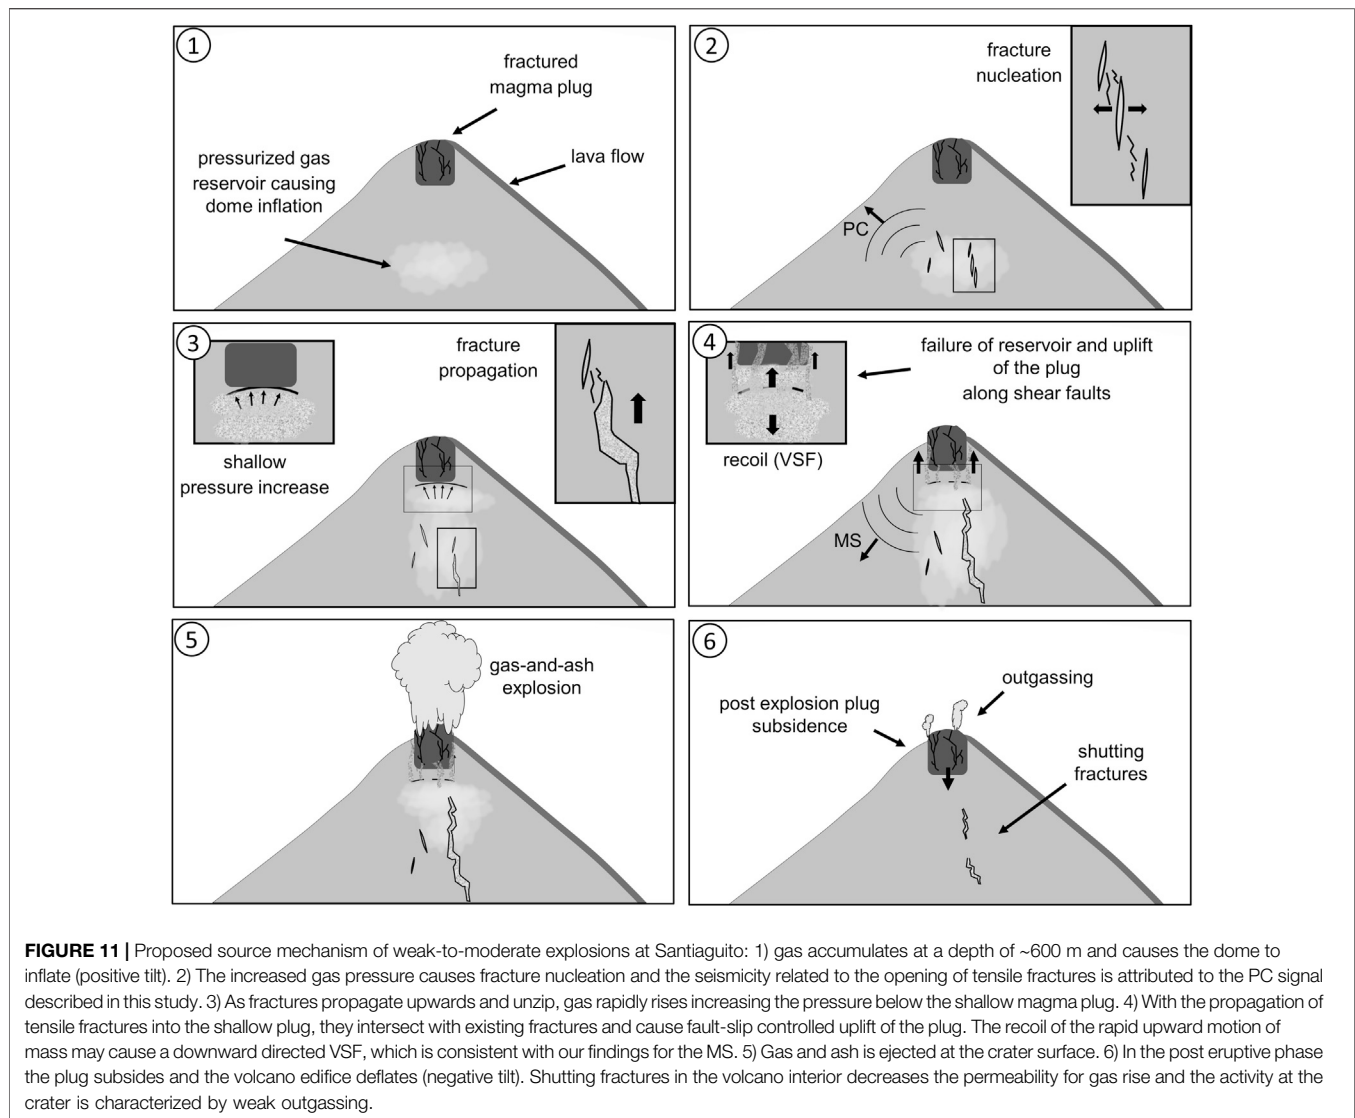 1
fractured
magma plug
lava flow
pressurized gas
reservoir causing
dome inflation
2
fracture
nucleation
PC
3
fracture
propagation
shallow
pressure increase
4
failure of reservoir and uplift
of the plug
along shear faults
recoil (VSF)
MS
5
gas-and-ash
explosion
6
outgassing
post explosion plug
subsidence
shutting
fractures
FIGURE 11 | Proposed source mechanism of weak-to-moderate explosions at Santiaguito: 1) gas accumulates at a depth of ~600 m and causes the dome to
inflate (positive tilt). 2) The increased gas pressure causes fracture nucleation and the seismicity related to the opening of tensile fractures is attributed to the PC signal
described in this study. 3) As fractures propagate upwards and unzip, gas rapidly rises increasing the pressure below the shallow magma plug. 4) With the propagation of
tensile fractures into the shallow plug, they intersect with existing fractures and cause fault-slip controlled uplift of the plug. The recoil of the rapid upward motion of
mass may cause a downward directed VSF, which is consistent with our findings for the MS. 5) Gas and ash is ejected at the crater surface. 6) In the post eruptive phase
the plug subsides and the volcano edifice deflates (negative tilt). Shutting fractures in the volcano interior decreases the permeability for gas rise and the activity at the
crater is characterized by weak outgassing.